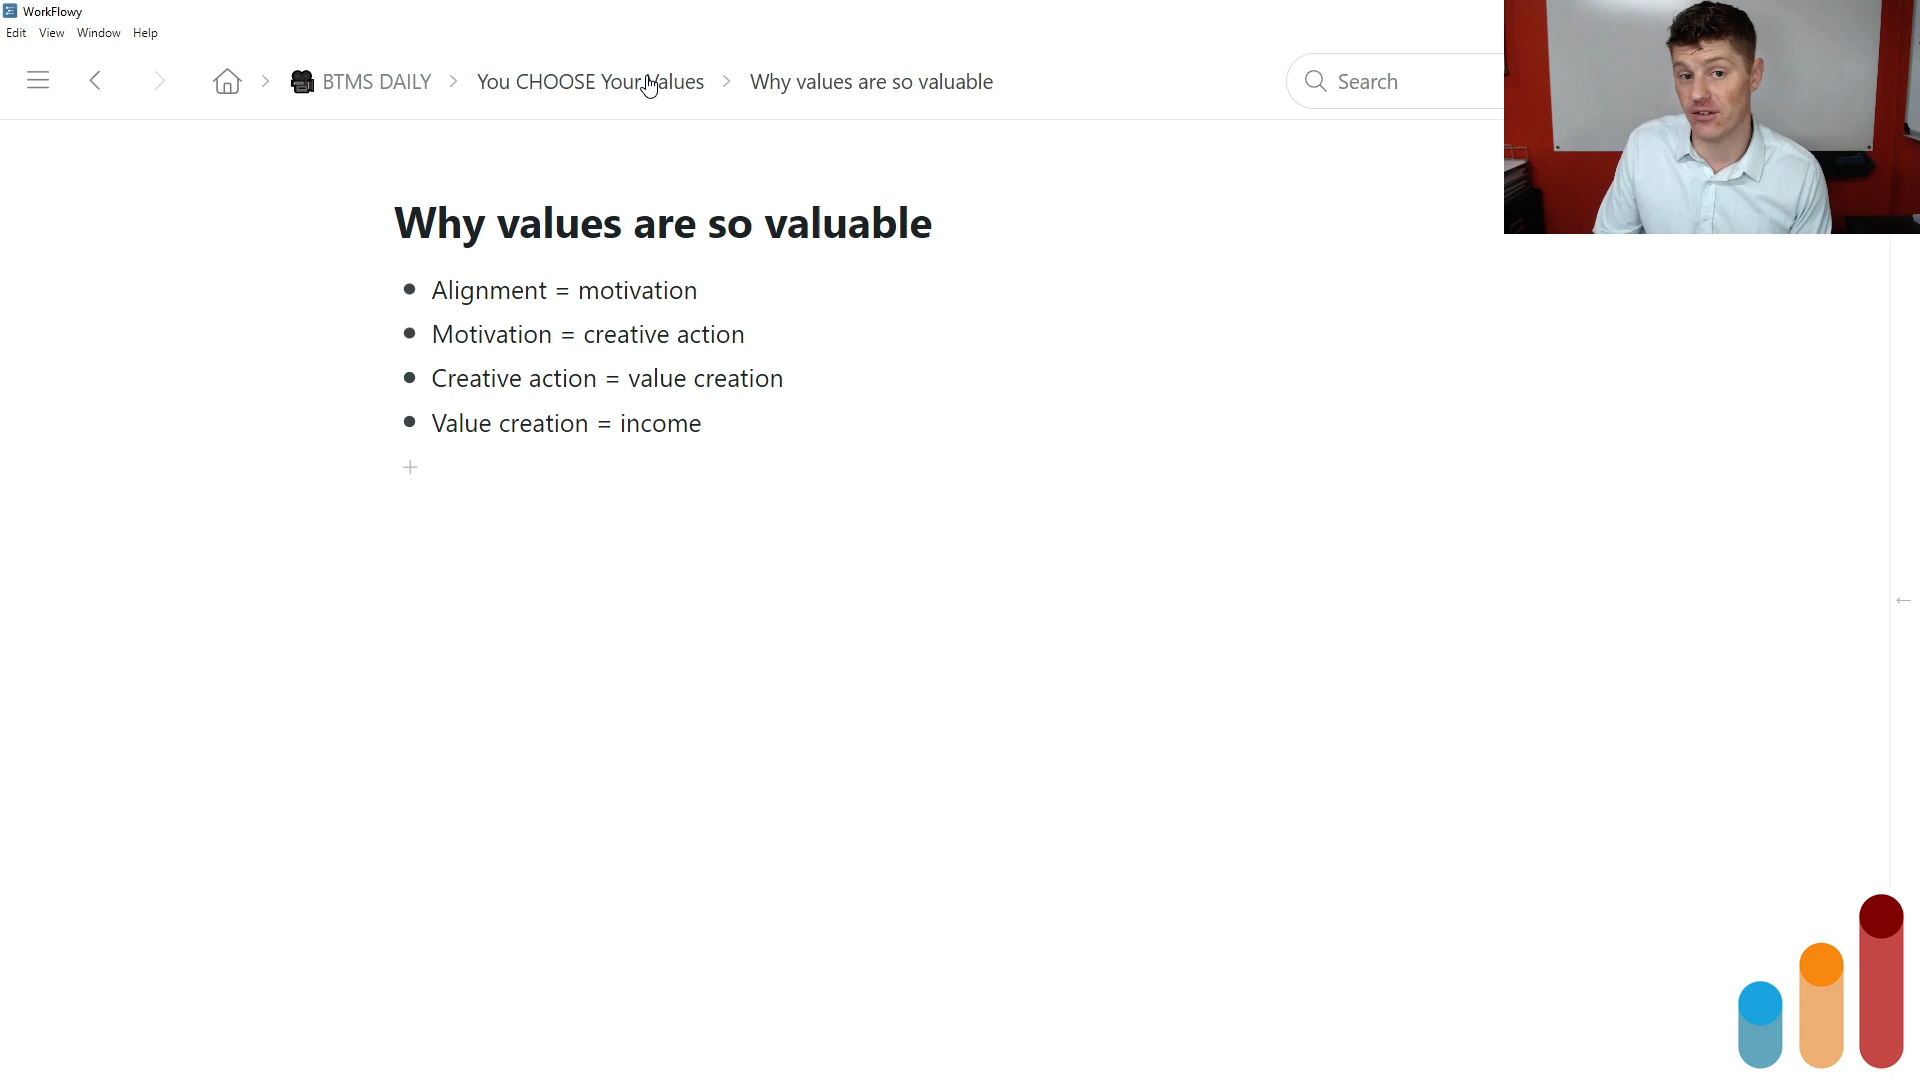 WorkFlowy
Edit View Window Help
BTMS DAILY > You CHOOSE Your Values > Why values are so valuable
Search
Why values are so valuable
• Alignment = motivation
• Motivation = creative action
• Creative action = value creation
• Value creation = income